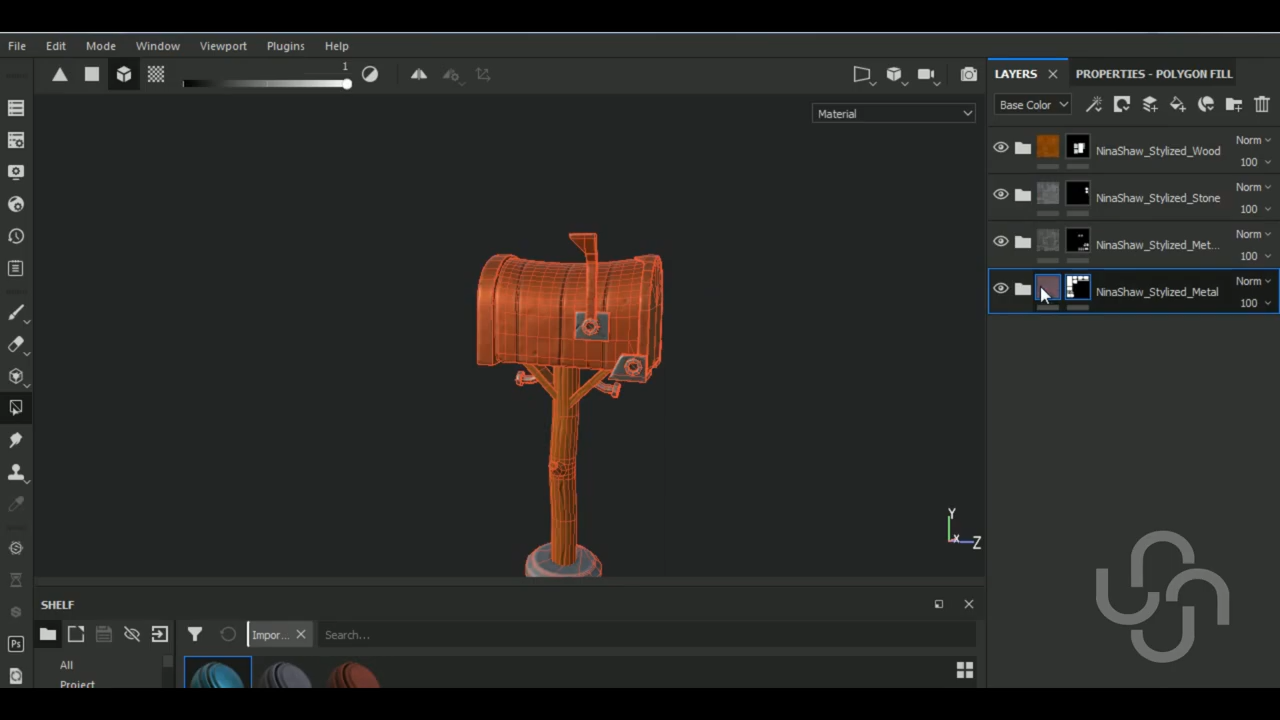 File Edit Mode Window Viewport Plugins Help
1
LAYERS PROPERTIES - POLYGON FILL
Base Color
Material
NinaShaw_Stylized_Wood Norm 100
NinaShaw_Stylized_Stone Norm 100
NinaShaw_Stylized_Met... Norm 100
NinaShaw_Stylized_Metal Norm 100
Y
X Z
SHELF
Impor... Search...
All
Project
Ps